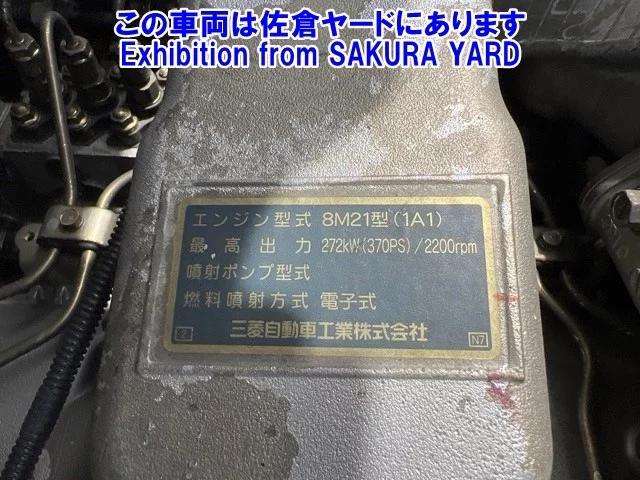 この車両は佐倉ヤードにあります
Exhibition from SAKURA YARD
エンジン型式 8M21型(1A1)
最高出力 272kW(370PS)/2200rpm
噴射ポンプ型式
燃料噴射方式 電子式
三菱自動車工業株式会社
N7